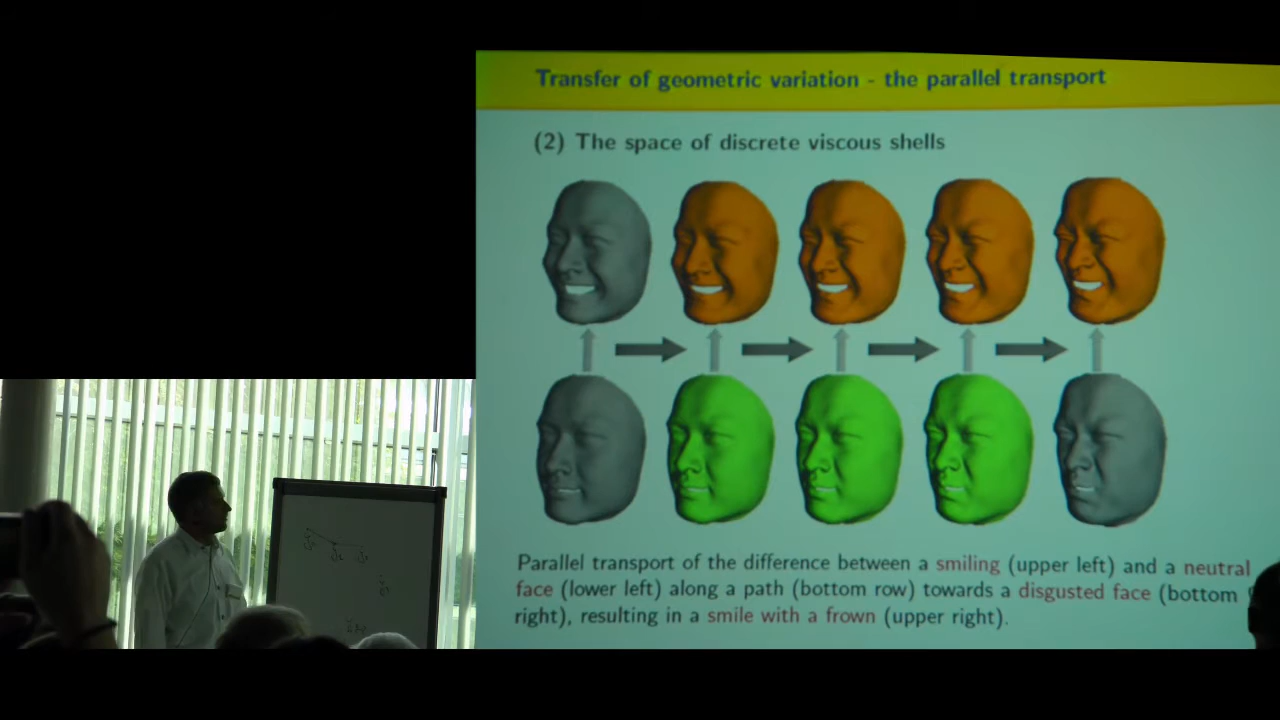 Transfer of geometric variation - the parallel transport
(2) The space of discrete viscous shells
Parallel transport of the difference between a smiling (upper left) and a neutral
face (lower left) along a path (bottom row) towards a disgusted face (bottom
right), resulting in a smile with a frown (upper right).